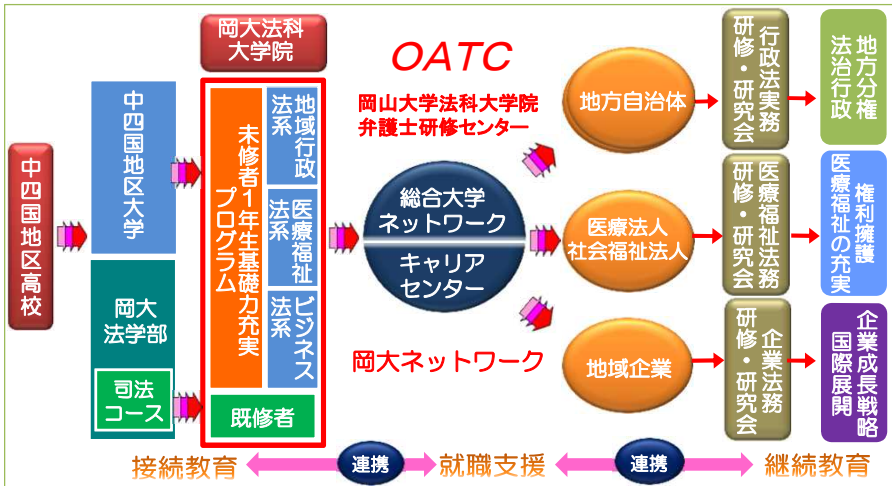 中四国地区高校
中四国地区大学
岡大
法学部
司法
コース
岡大法科
大学院
未修者1年生基礎力充実
プログラム
地域行政
法系
医療福祉
法系
ビジネス
法系
既修者
OATC
岡山大学法科大学院
弁護士研修センター
総合大学
ネットワーク
キャリア
センター
岡大ネットワーク
地方自治体
医療法人
社会福祉法人
地域企業
行政法実務
研修・研究会
医療福祉法務
研修・研究会
企業法務
研修・研究会
地方分権
法治行政
権利擁護
医療福祉の充実
企業成長戦略
国際展開
接続教育
連携
就職支援
連携
継続教育